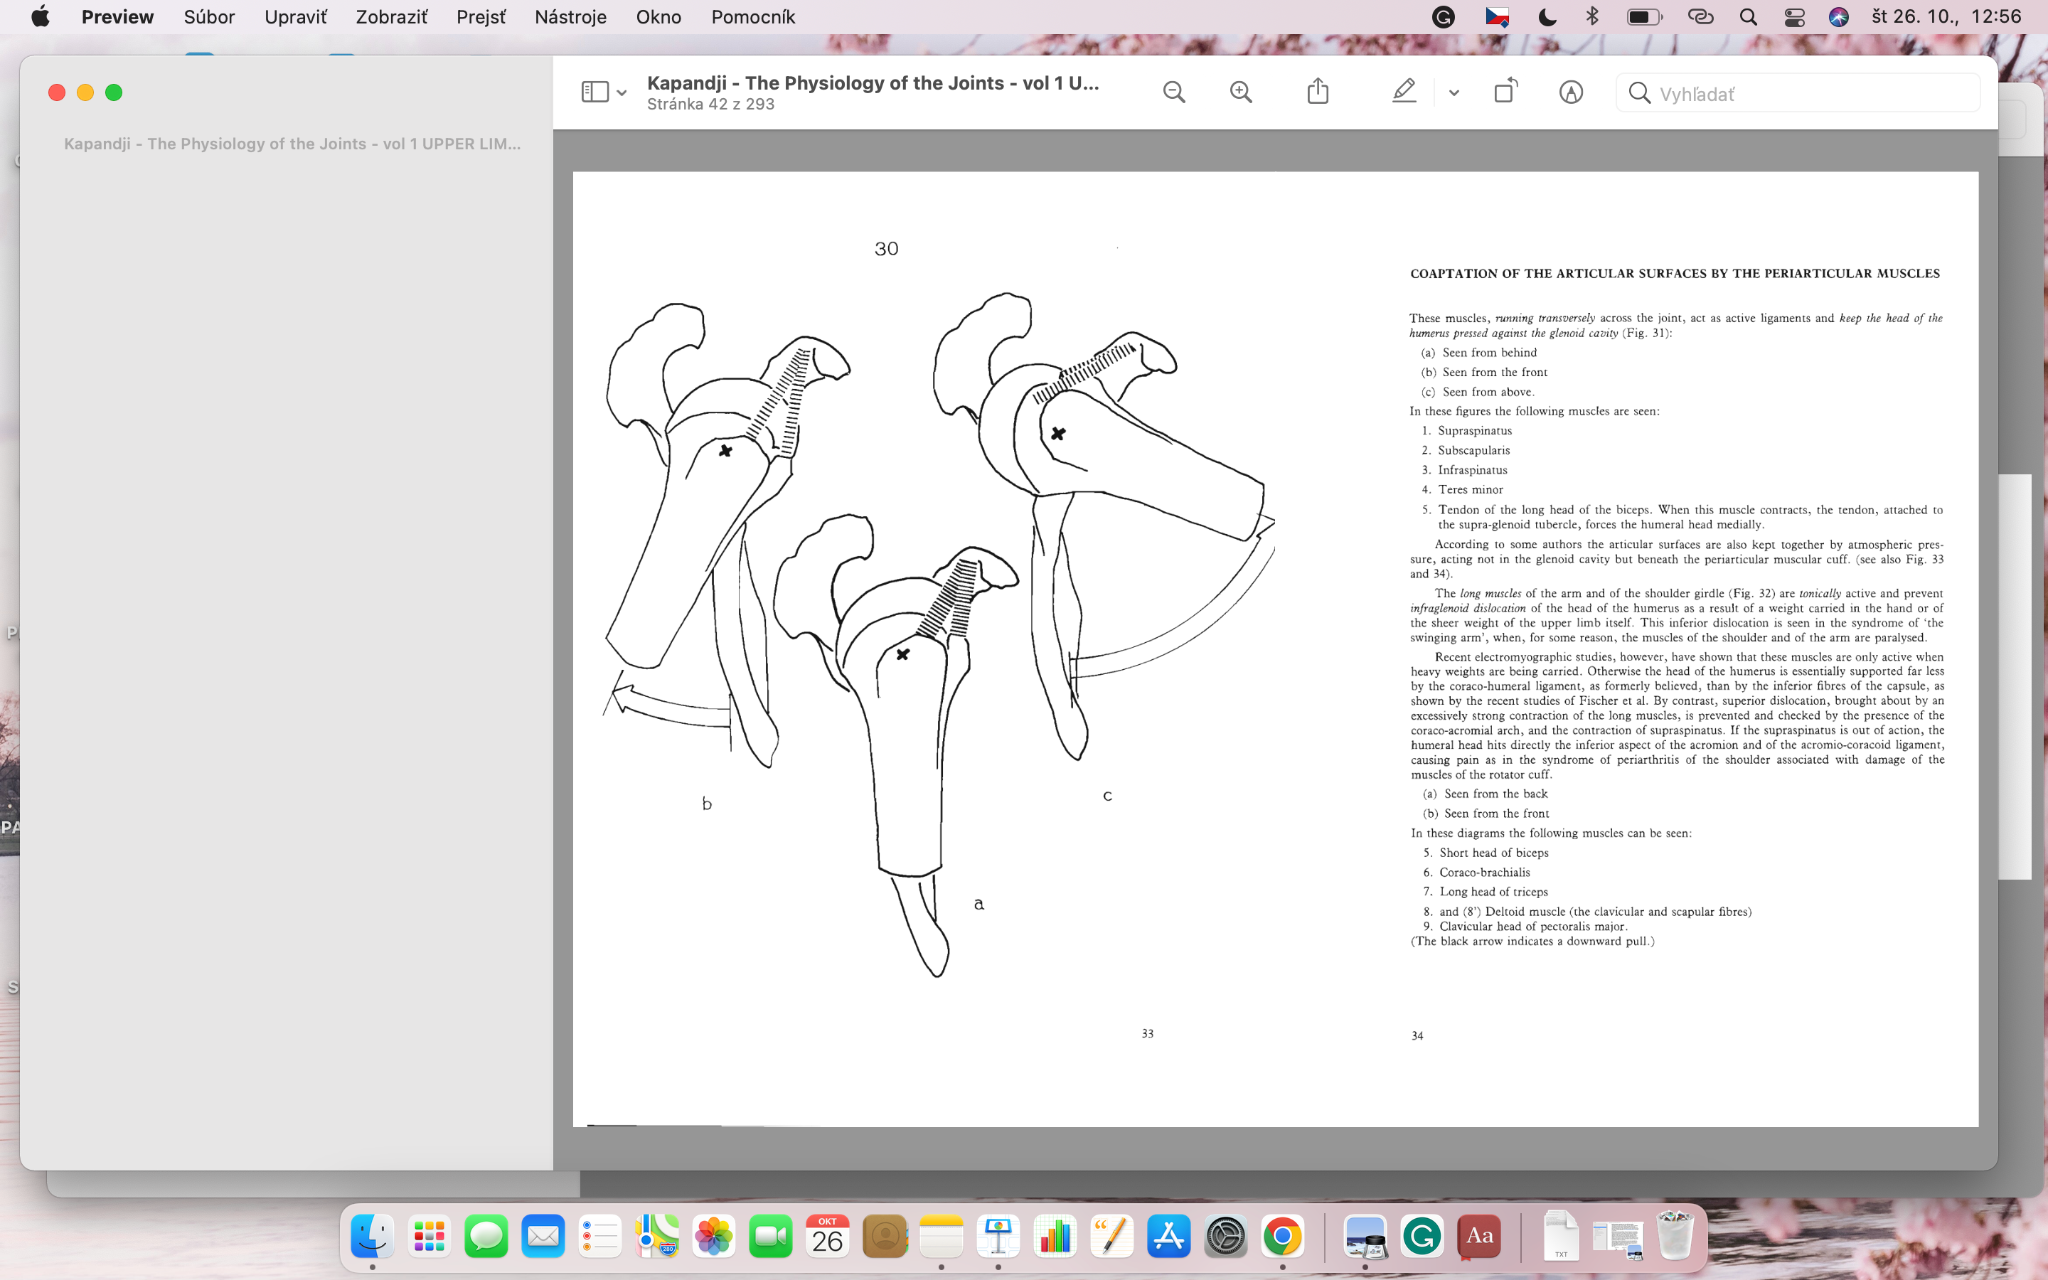 Preview Súbor Upraviť Zobraziť Prejsť Nástroje Okno Pomocník št 26. 10., 12:56
Kapandji - The Physiology of the Joints - vol 1 UPPER LIM...
Kapandji - The Physiology of the Joints - vol 1 U...
Stránka 42 z 293
Vyhľadať
30
b
c
a
33
COAPTATION OF THE ARTICULAR SURFACES BY THE PERIARTICULAR MUSCLES
These muscles, running transversely across the joint, act as active ligaments and keep the head of the
humerus pressed against the glenoid cavity (Fig. 31):
(a) Seen from behind
(b) Seen from the front
(c) Seen from above.
In these figures the following muscles are seen:
1. Supraspinatus
2. Subscapularis
3. Infraspinatus
4. Teres minor
5. Tendon of the long head of the biceps. When this muscle contracts, the tendon, attached to
the supra-glenoid tubercle, forces the humeral head medially.
According to some authors the articular surfaces are also kept together by atmospheric pres-
sure, acting not in the glenoid cavity but beneath the periarticular muscular cuff. (see also Fig. 33
and 34).
The long muscles of the arm and of the shoulder girdle (Fig. 32) are tonically active and prevent
infraglenoid dislocation of the head of the humerus as a result of a weight carried in the hand or of
the sheer weight of the upper limb itself. This inferior dislocation is seen in the syndrome of 'the
swinging arm', when, for some reason, the muscles of the shoulder and of the arm are paralysed.
Recent electromyographic studies, however, have shown that these muscles are only active when
heavy weights are being carried. Otherwise the head of the humerus is essentially supported far less
by the coraco-humeral ligament, as formerly believed, than by the inferior fibres of the capsule, as
shown by the recent studies of Fischer et al. By contrast, superior dislocation, brought about by an
excessively strong contraction of the long muscles, is prevented and checked by the presence of the
coraco-acromial arch, and the contraction of supraspinatus. If the supraspinatus is out of action, the
humeral head hits directly the inferior aspect of the acromion and of the acromio-coracoid ligament,
causing pain as in the syndrome of periarthritis of the shoulder associated with damage of the
muscles of the rotator cuff.
(a) Seen from the back
(b) Seen from the front
In these diagrams the following muscles can be seen:
5. Short head of biceps
6. Coraco-brachialis
7. Long head of triceps
8. and (8') Deltoid muscle (the clavicular and scapular fibres)
9. Clavicular head of pectoralis major.
(The black arrow indicates a downward pull.)
34
OKT
26
280
Aa
TXT